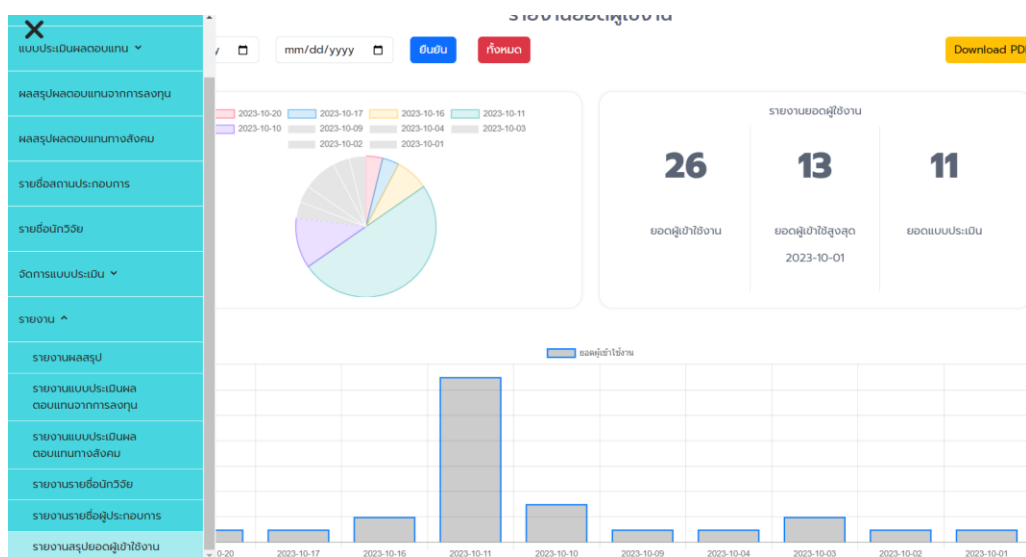 รายงานยอดผู้ใช้งาน
แบบประเมินผลตอบแทน
mm/dd/yyyy
ยืนยัน
ทั้งหมด
Download PD
ผลสรุปผลตอบแทนจากการลงทุน
ผลสรุปผลตอบแทนทางสังคม
รายชื่อสถานประกอบการ
รายชื่อนักวิจัย
จัดการแบบประเมิน
รายงาน
รายงานผลสรุป
รายงานแบบประเมินผล
ตอบแทนจากการลงทุน
รายงานแบบประเมินผล
ตอบแทนทางสังคม
รายงานรายชื่อนักวิจัย
รายงานรายชื่อผู้ประกอบการ
รายงานสรุปยอดผู้เข้าใช้งาน
2023-10-20 2023-10-17 2023-10-16 2023-10-11
2023-10-10 2023-10-09 2023-10-04 2023-10-03
2023-10-02 2023-10-01
รายงานยอดผู้ใช้งาน
26 13 11
ยอดผู้เข้าใช้งาน ยอดผู้เข้าใช้สูงสุด ยอดแบบประเมิน
2023-10-01
ยอดผู้เข้าใช้งาน
0-20 2023-10-17 2023-10-16 2023-10-11 2023-10-10 2023-10-09 2023-10-04 2023-10-03 2023-10-02 2023-10-01